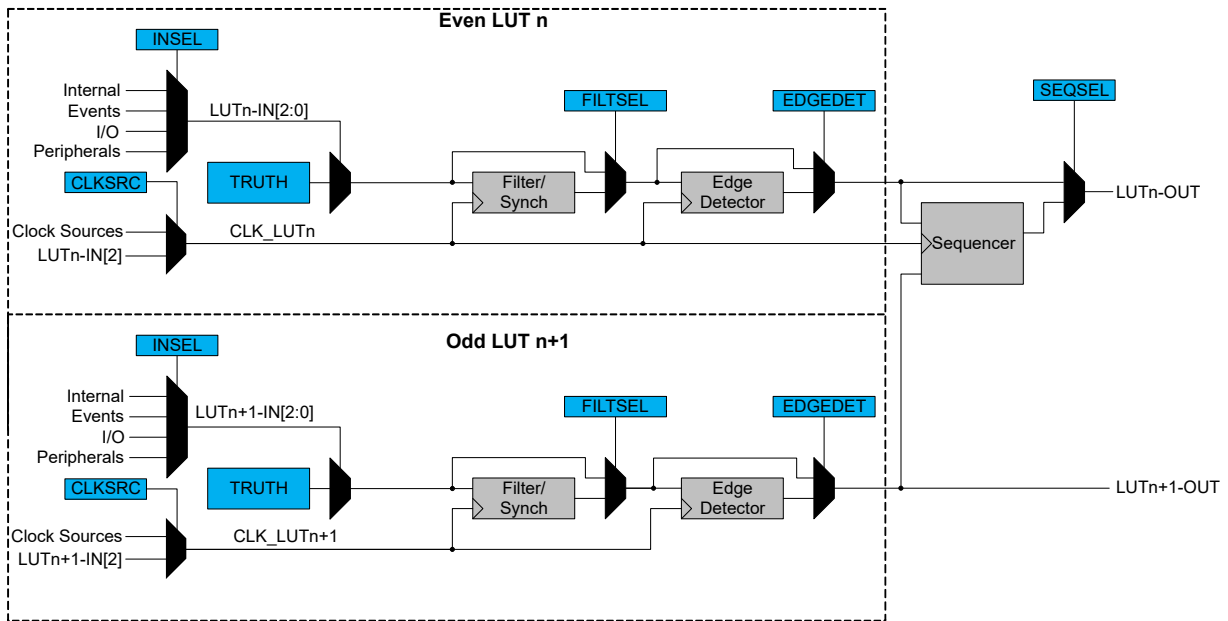 Even LUT n
INSEL
Internal
Events
I/O
Peripherals
LUTn-IN[2:0]
CLKSRC
TRUTH
Clock Sources
LUTn-IN[2]
CLK_LUTn
FILTSEL
Filter/
Synch
EDGEDET
Edge
Detector
SEQSEL
LUTn-OUT
Sequencer
Odd LUT n+1
INSEL
Internal
Events
I/O
Peripherals
LUTn+1-IN[2:0]
CLKSRC
TRUTH
Clock Sources
LUTn+1-IN[2]
CLK_LUTn+1
FILTSEL
Filter/
Synch
EDGEDET
Edge
Detector
LUTn+1-OUT